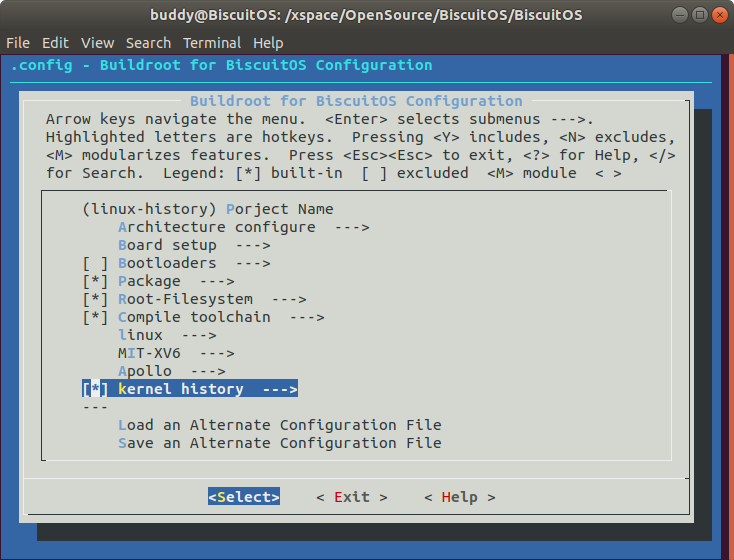 buddy@BiscuitOS: /xspace/OpenSource/BiscuitOS/BiscuitOS
File Edit View Search Terminal Help
.config - Buildroot for BiscuitOS Configuration
Buildroot for BiscuitOS Configuration
Arrow keys navigate the menu.  <Enter> selects submenus --->.
Highlighted letters are hotkeys.  Pressing <Y> includes, <N> excludes,
<M> modularizes features.  Press <Esc><Esc> to exit, <?> for Help, </>
for Search.  Legend: [*] built-in  [ ] excluded  <M> module  < >
(linux-history) Porject Name
Architecture configure  --->
Board setup  --->
[ ] Bootloaders  --->
[*] Package  --->
[*] Root-Filesystem  --->
[*] Compile toolchain  --->
linux  --->
MIT-XV6  --->
Apollo  --->
[*] kernel history  --->
---
Load an Alternate Configuration File
Save an Alternate Configuration File
<Select>    < Exit >    < Help >